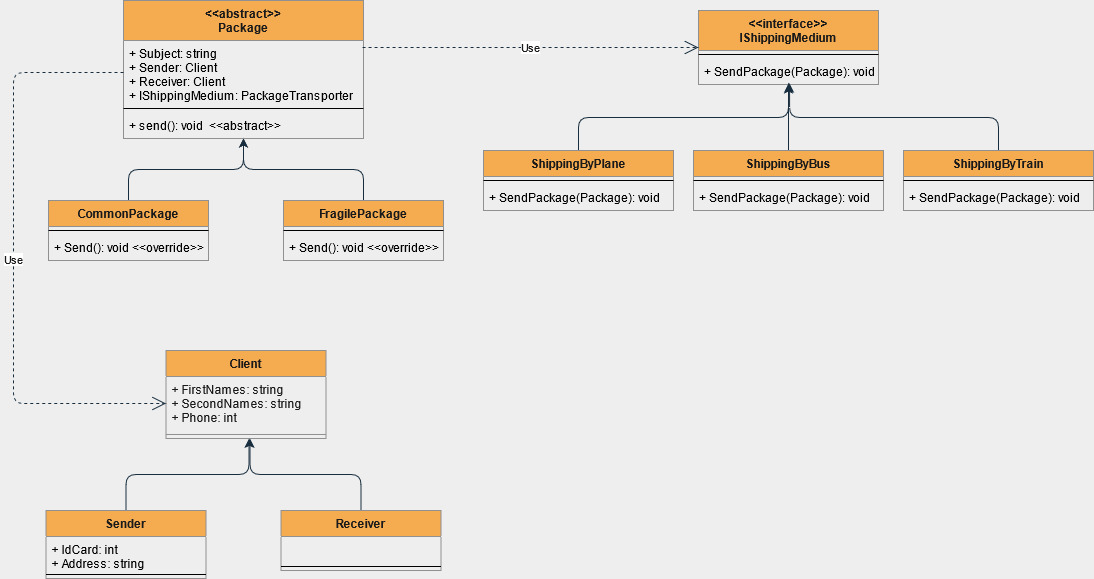 <<abstract>>
Package
+ Subject: string
+ Sender: Client
+ Receiver: Client
+ IShippingMedium: PackageTransporter
+ send(): void <<abstract>>
Use
<<interface>>
IShippingMedium
+ SendPackage(Package): void
ShippingByPlane
+ SendPackage(Package): void
ShippingByBus
+ SendPackage(Package): void
ShippingByTrain
+ SendPackage(Package): void
CommonPackage
+ Send(): void <<override>>
FragilePackage
+ Send(): void <<override>>
Use
Client
+ FirstNames: string
+ SecondNames: string
+ Phone: int
Sender
+ IdCard: int
+ Address: string
Receiver